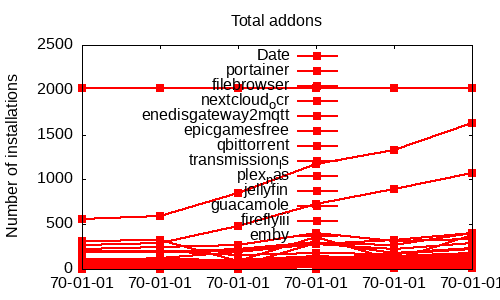 Total addons
Number of installations
2500
2000
1500
1000
500
0
Date
portainer
filebrowser
nextcloud_ocr
enedisgateway2mqtt
epicgamesfree
qbittorrent
plex_nas
jellyfin
guacamole
fireflyiii
emby
70-01-01 70-01-01 70-01-01 70-01-01 70-01-01 70-01-01